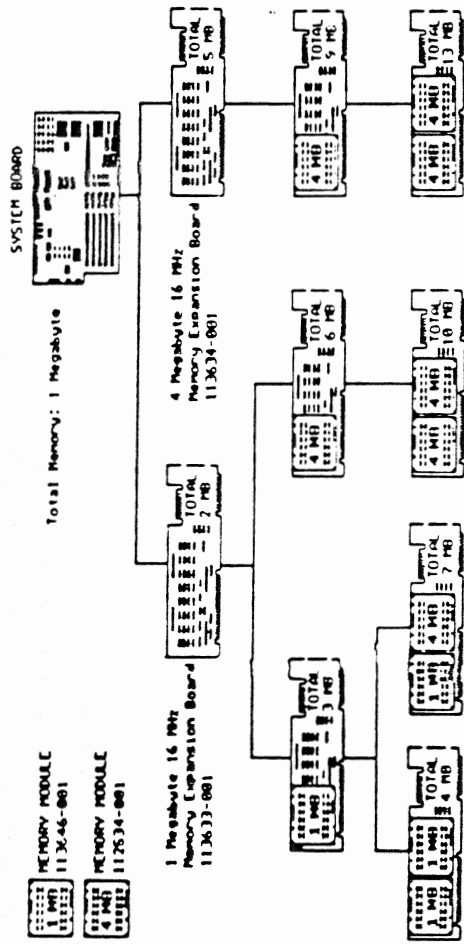 SYSTEM BOARD
Total Memory: 1 Megabyte
MEMORY MODULE
113646-001
1 MB
MEMORY MODULE
112534-001
4 MB
1 Megabyte 16 MHz
Memory Expansion Board
113633-001
TOTAL
2 MB
4 Megabyte 16 MHz
Memory Expansion Board
113634-001
TOTAL
5 MB
1 MB
TOTAL
3 MB
4 MB
TOTAL
6 MB
4 MB
TOTAL
9 MB
1 MB
1 MB
TOTAL
4 MB
1 MB
4 MB
TOTAL
7 MB
4 MB
4 MB
TOTAL
10 MB
4 MB
4 MB
TOTAL
13 MB